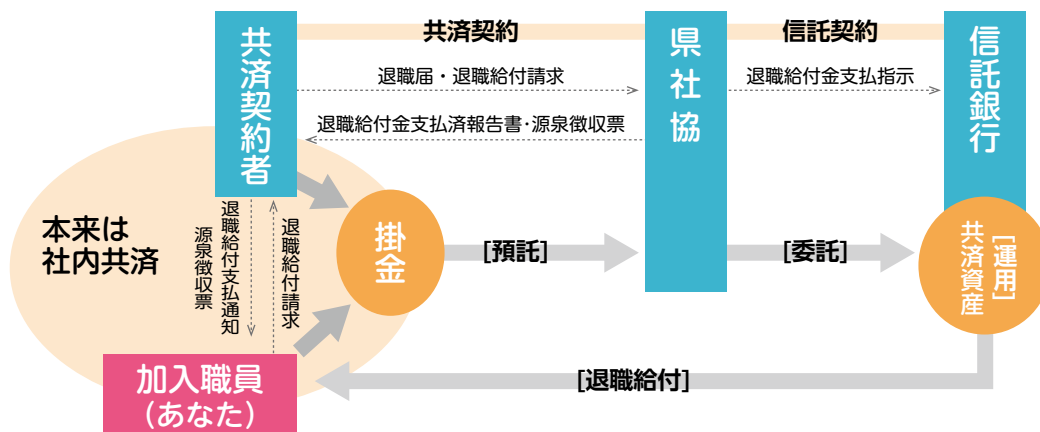 共済契約者
共済契約
県社協
信託契約
信託銀行
退職届・退職給付請求
退職給付金支払指示
退職給付金支払済報告書・源泉徴収票
本来は
社内共済
退職給付支払通知
源泉徴収票
退職給付請求
掛金
[預託]
[委託]
[運用]
共済資産
[退職給付]
加入職員
（あなた）